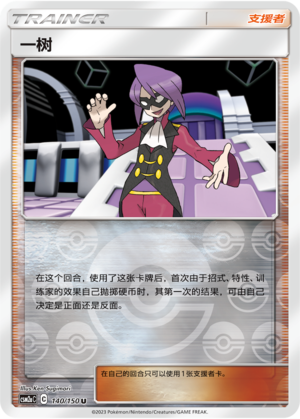 TRAINER 支援者
一树
在这个回合,使用了这张卡牌后,首次由招式、特性、训
练家的效果自己抛掷硬币时,其第一次的结果,可由自己
决定是正面还是反面。
Illus. Ken Sugimori
CSM2aC C 140/150 U
在自己的回合只可以使用1张支援者卡。
©2023 Pokémon/Nintendo/Creatures/GAME FREAK.